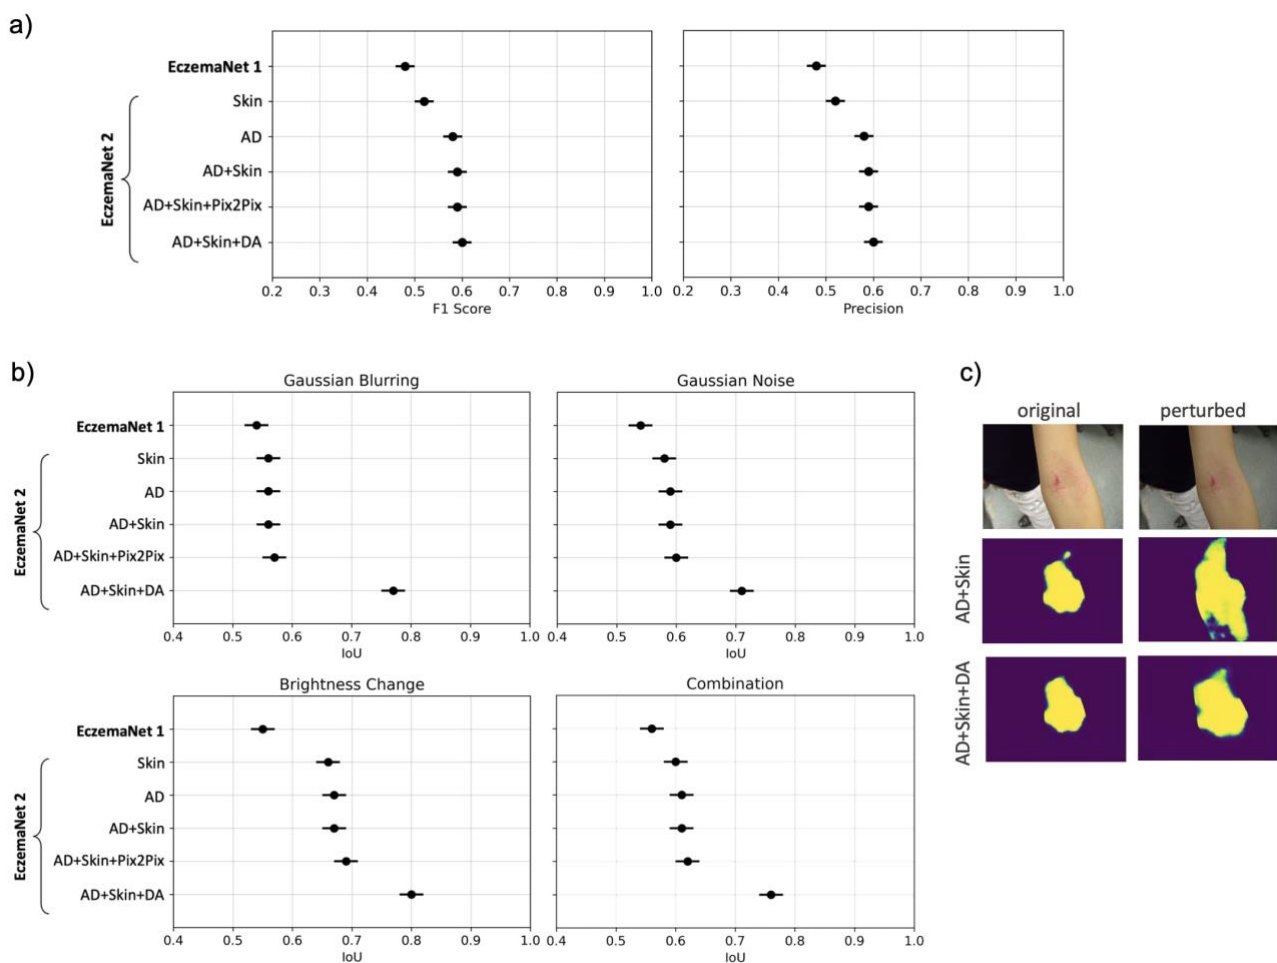 a)
EczemaNet 1
Skin
AD
AD+Skin
AD+Skin+Pix2Pix
AD+Skin+DA
EczemaNet 2
0.2 0.3 0.4 0.5 0.6 0.7 0.8 0.9 1.0
F1 Score
0.2 0.3 0.4 0.5 0.6 0.7 0.8 0.9 1.0
Precision
b)
Gaussian Blurring
EczemaNet 1
Skin
AD
AD+Skin
AD+Skin+Pix2Pix
AD+Skin+DA
EczemaNet 2
0.4 0.5 0.6 0.7 0.8 0.9 1.0
IoU
Gaussian Noise
0.4 0.5 0.6 0.7 0.8 0.9 1.0
IoU
Brightness Change
EczemaNet 1
Skin
AD
AD+Skin
AD+Skin+Pix2Pix
AD+Skin+DA
EczemaNet 2
0.4 0.5 0.6 0.7 0.8 0.9 1.0
IoU
Combination
0.4 0.5 0.6 0.7 0.8 0.9 1.0
IoU
c)
original perturbed
AD+Skin
AD+Skin+DA